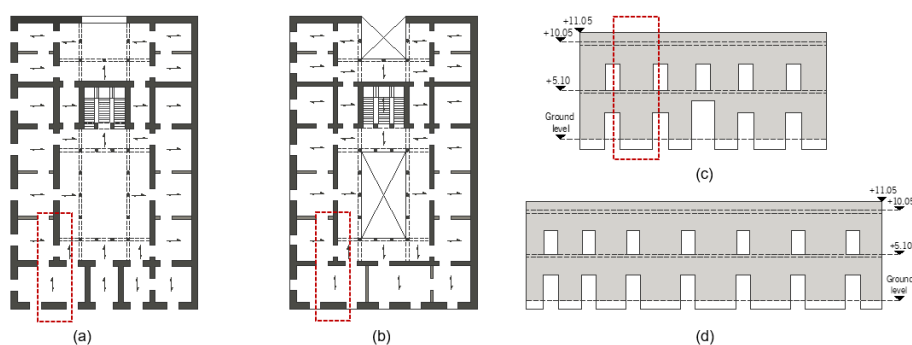 +11.05
+10.05
+5.10
Ground
level
(c)
+11.05
+10.05
+5.10
Ground
level
(a)
(b)
(d)